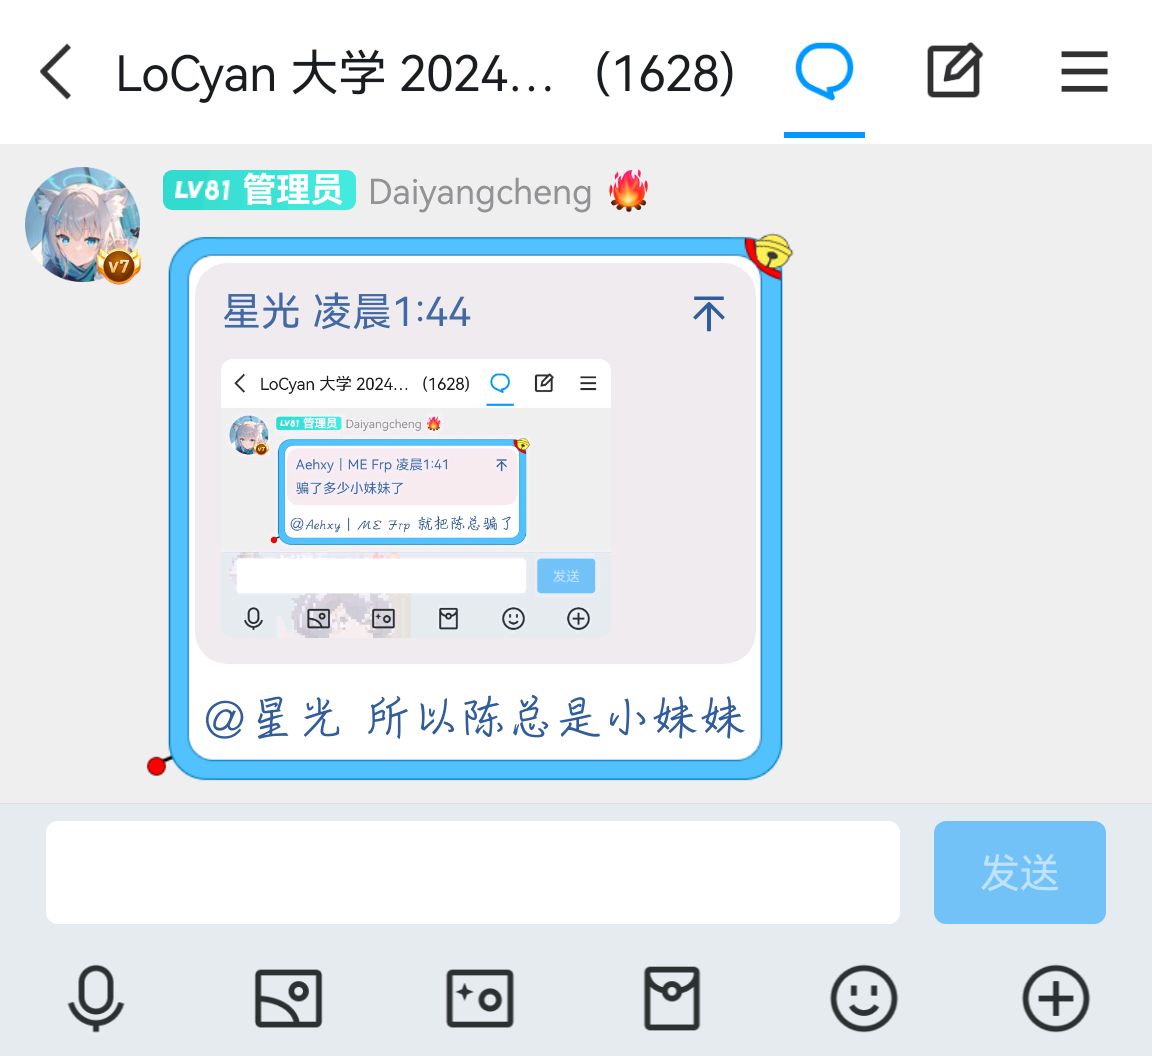 LoCyan 大学 2024... (1628)
LV81 管理员 Daiyangcheng
v7
星光 凌晨1:44
LoCyan 大学 2024... (1628)
LV81 管理员 Daiyangcheng
v7
Aehxy | ME Frp 凌晨1:41
骗了多少小妹妹了
@Aehxy | ME Frp 就把陈总骗了
发送
@星光 所以陈总是小妹妹
发送